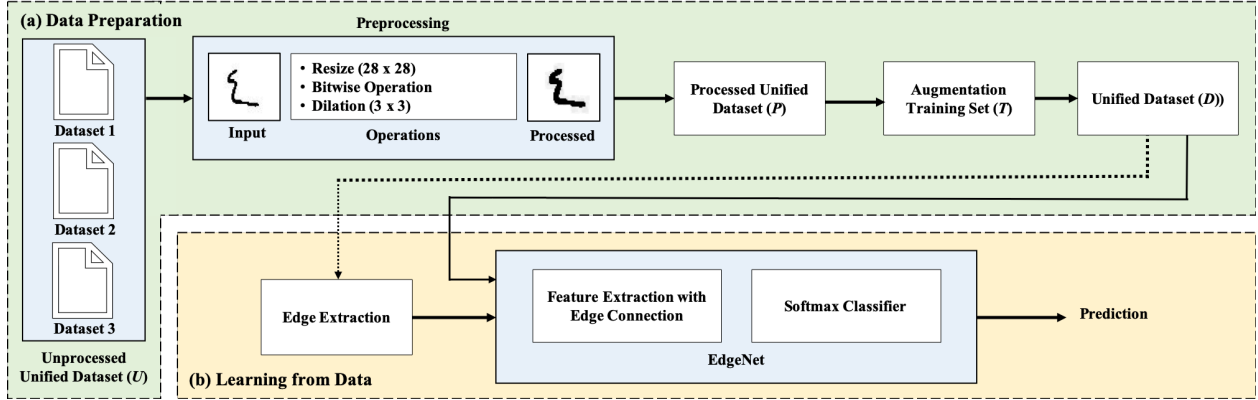 (a) Data Preparation
Dataset 1
Dataset 2
Dataset 3
Unprocessed
Unified Dataset (U)
Preprocessing
Input
• Resize (28 x 28)
• Bitwise Operation
• Dilation (3 x 3)
Operations
Processed
Processed Unified
Dataset (P)
Augmentation
Training Set (T)
Unified Dataset (D))
Edge Extraction
Feature Extraction with
Edge Connection
Softmax Classifier
EdgeNet
Prediction
(b) Learning from Data